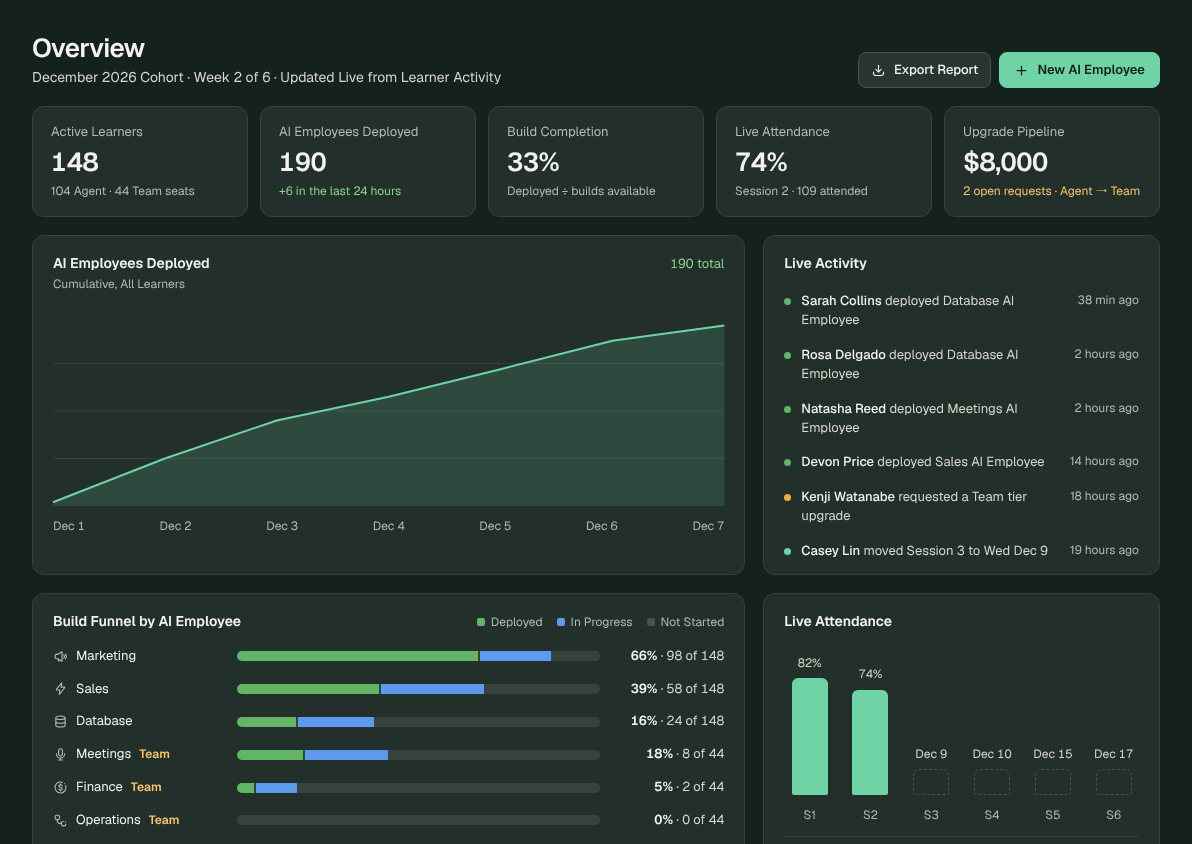 Overview
December 2026 Cohort · Week 2 of 6 · Updated Live from Learner Activity
Export Report
New AI Employee
Active Learners
148
104 Agent · 44 Team seats
AI Employees Deployed
190
+6 in the last 24 hours
Build Completion
33%
Deployed ÷ builds available
Live Attendance
74%
Session 2 · 109 attended
Upgrade Pipeline
$8,000
2 open requests · Agent → Team
AI Employees Deployed
190 total
Cumulative, All Learners
Dec 1 Dec 2 Dec 3 Dec 4 Dec 5 Dec 6 Dec 7
Live Activity
Sarah Collins deployed Database AI 38 min ago
Employee
Rosa Delgado deployed Database AI 2 hours ago
Employee
Natasha Reed deployed Meetings AI 2 hours ago
Employee
Devon Price deployed Sales AI Employee 14 hours ago
Kenji Watanabe requested a Team tier 18 hours ago
upgrade
Casey Lin moved Session 3 to Wed Dec 9 19 hours ago
Build Funnel by AI Employee
Deployed In Progress Not Started
Marketing 66% · 98 of 148
Sales 39% · 58 of 148
Database 16% · 24 of 148
Meetings Team 18% · 8 of 44
Finance Team 5% · 2 of 44
Operations Team 0% · 0 of 44
Live Attendance
82% 74% Dec 9 Dec 10 Dec 15 Dec 17
S1 S2 S3 S4 S5 S6